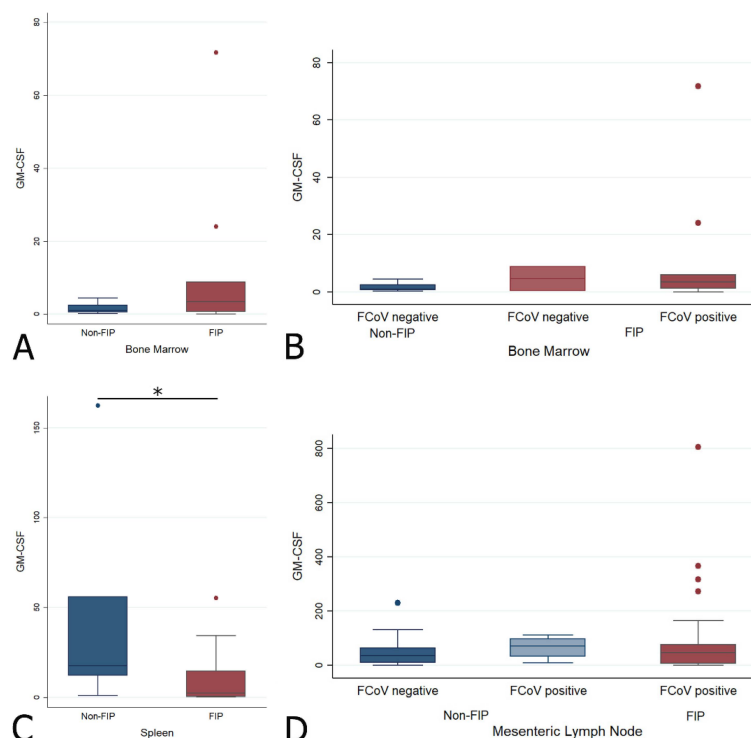 80
60
40
20
0
GM-CSF
Non-FIP FIP
Bone Marrow
A
80
60
40
20
0
GM-CSF
FCoV negative FCoV negative FCoV positive
Non-FIP FIP
Bone Marrow
B
*
150
100
50
0
GM-CSF
Non-FIP FIP
Spleen
C
800
600
400
200
0
GM-CSF
FCoV negative FCoV positive FCoV positive
Non-FIP FIP
Mesenteric Lymph Node
D